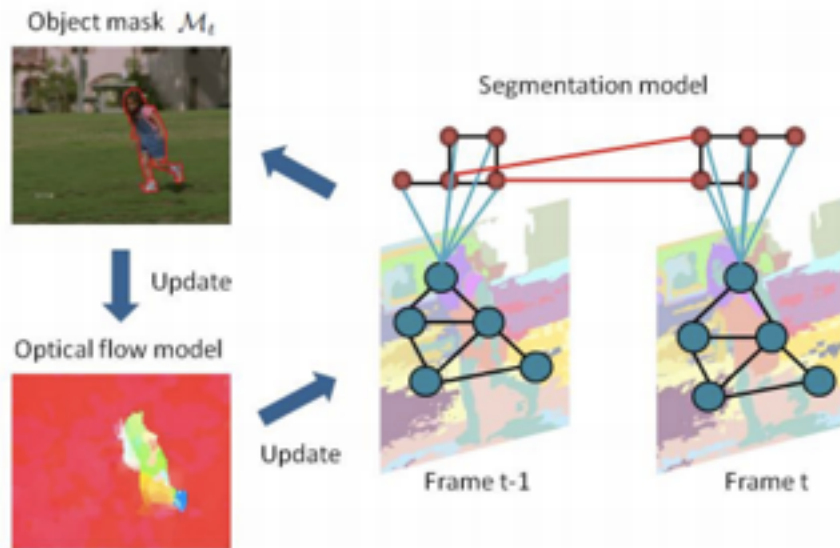 Object mask 𝓜ₜ
Segmentation model
Update
Optical flow model
Update
Frame t-1
Frame t